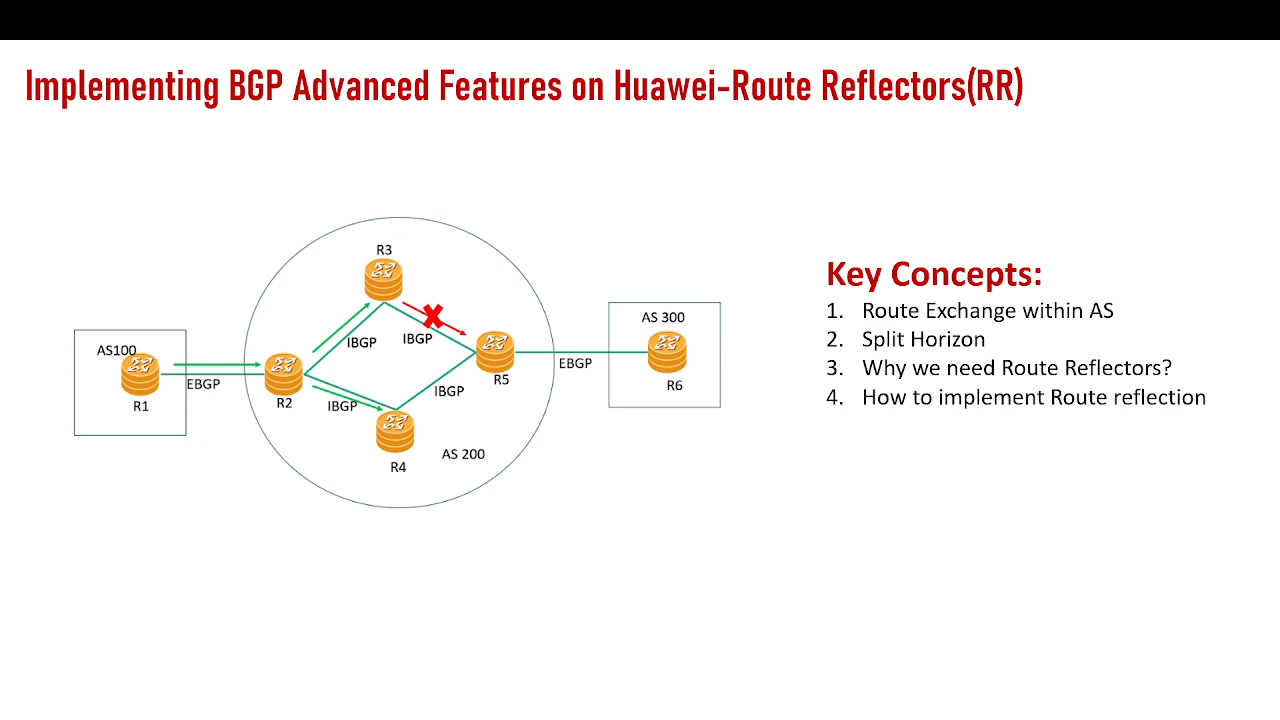 Implementing BGP Advanced Features on Huawei-Route Reflectors(RR)
R3
IBGP
IBGP
AS100
R1
EBGP
R2
IBGP
R4
IBGP
R5
AS 200
EBGP
AS 300
R6
Key Concepts:
1. Route Exchange within AS
2. Split Horizon
3. Why we need Route Reflectors?
4. How to implement Route reflection